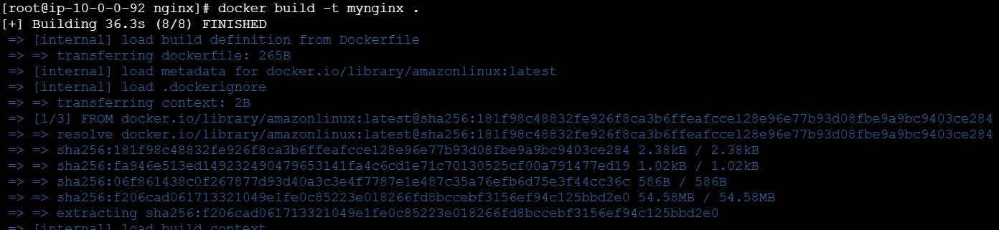 [root@ip-10-0-0-92 nginx]# docker build -t mynginx .
[+] Building 36.3s (8/8) FINISHED
=> [internal] load build definition from Dockerfile
=> => transferring dockerfile: 265B
=> [internal] load metadata for docker.io/library/amazonlinux:latest
=> [internal] load .dockerignore
=> => transferring context: 2B
=> [1/3] FROM docker.io/library/amazonlinux:latest@sha256:181f98c48832fe926f8ca3b6ffeafcce128e96e77b93d08fbe9a9bc9403ce284
=> => resolve docker.io/library/amazonlinux:latest@sha256:181f98c48832fe926f8ca3b6ffeafcce128e96e77b93d08fbe9a9bc9403ce284
=> => sha256:181f98c48832fe926f8ca3b6ffeafcce128e96e77b93d08fbe9a9bc9403ce284 2.38kB / 2.38kB
=> => sha256:fa946e513ed149232490479653141fa4c6cd1e71c70130525cf00a791477ed19 1.02kB / 1.02kB
=> => sha256:06f861438c0f267877d93d40a3c3e4f7787e1e487c35a76efb6d75e3f44cc36c 586B / 586B
=> => sha256:f206cad061713321049e1fe0c85223e018266fd8bccebf3156ef94c125bbd2e0 54.58MB / 54.58MB
=> => extracting sha256:f206cad061713321049e1fe0c85223e018266fd8bccebf3156ef94c125bbd2e0
=> [internal] load build context